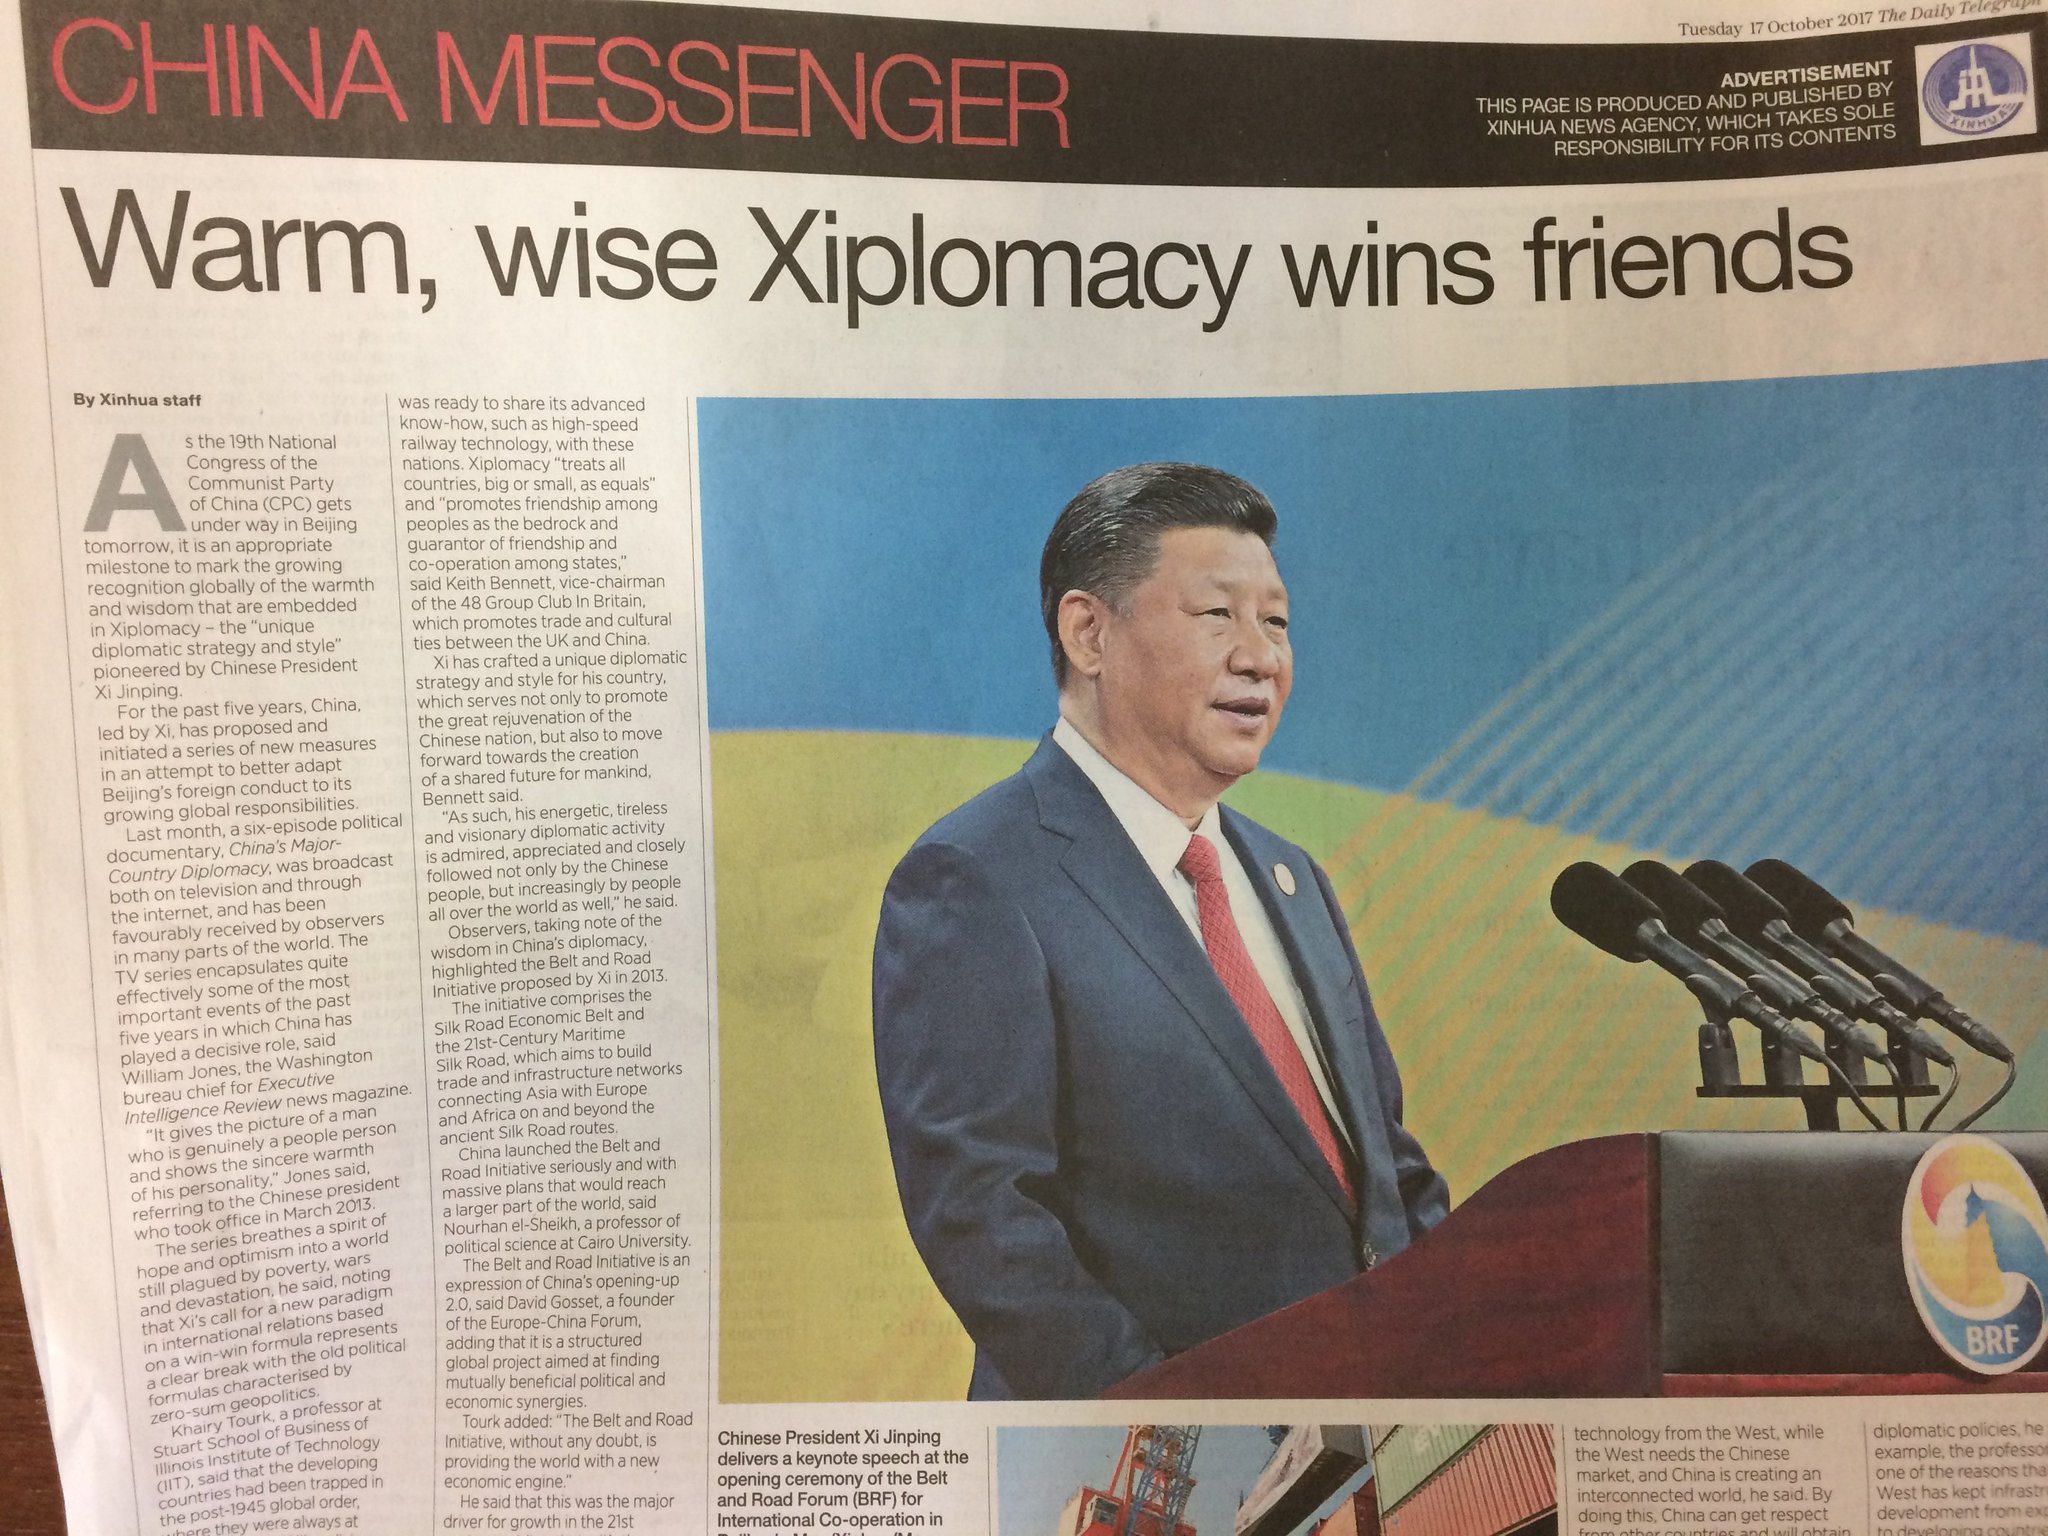 Tuesday 17 October 2017 The Daily Telegraph
CHINA MESSENGER
ADVERTISEMENT
THIS PAGE IS PRODUCED AND PUBLISHED BY
XINHUA NEWS AGENCY, WHICH TAKES SOLE
RESPONSIBILITY FOR ITS CONTENTS
XINHUA
Warm, wise Xiplomacy wins friends
By Xinhua staff
As the 19th National
Congress of the
Communist Party
of China (CPC) gets
under way in Beijing
tomorrow, it is an appropriate
milestone to mark the growing
recognition globally of the warmth
and wisdom that are embedded
in Xiplomacy – the “unique
diplomatic strategy and style”
pioneered by Chinese President
Xi Jinping.
For the past five years, China,
led by Xi, has proposed and
initiated a series of new measures
in an attempt to better adapt
Beijing’s foreign conduct to its
growing global responsibilities.
Last month, a six-episode political
documentary, China’s Major-
Country Diplomacy, was broadcast
both on television and through
the internet, and has been
favourably received by observers
in many parts of the world. The
TV series encapsulates quite
effectively some of the most
important events of the past
five years in which China has
played a decisive role, said
William Jones, the Washington
bureau chief for Executive
Intelligence Review news magazine.
“It gives the picture of a man
who is genuinely a people person
and shows the sincere warmth
of his personality,” Jones said,
referring to the Chinese president
who took office in March 2013.
The series breathes a spirit of
hope and optimism into a world
still plagued by poverty, wars
and devastation, he said, noting
that Xi’s call for a new paradigm
in international relations based
on a win-win formula represents
a clear break with the old political
formulas characterised by
zero-sum geopolitics.
Khairy Tourk, a professor at
Stuart School of Business of
Illinois Institute of Technology
(IIT), said that the developing
countries had been trapped in
the post-1945 global order,
where they were always at
was ready to share its advanced
know-how, such as high-speed
railway technology, with these
nations. Xiplomacy “treats all
countries, big or small, as equals”
and “promotes friendship among
peoples as the bedrock and
guarantor of friendship and
co-operation among states,”
said Keith Bennett, vice-chairman
of the 48 Group Club In Britain,
which promotes trade and cultural
ties between the UK and China.
Xi has crafted a unique diplomatic
strategy and style for his country,
which serves not only to promote
the great rejuvenation of the
Chinese nation, but also to move
forward towards the creation
of a shared future for mankind,
Bennett said.
“As such, his energetic, tireless
and visionary diplomatic activity
is admired, appreciated and closely
followed not only by the Chinese
people, but increasingly by people
all over the world as well,” he said.
Observers, taking note of the
wisdom in China’s diplomacy,
highlighted the Belt and Road
Initiative proposed by Xi in 2013.
The initiative comprises the
Silk Road Economic Belt and
the 21st-Century Maritime
Silk Road, which aims to build
trade and infrastructure networks
connecting Asia with Europe
and Africa on and beyond the
ancient Silk Road routes.
China launched the Belt and
Road Initiative seriously and with
massive plans that would reach
a larger part of the world, said
Nourhan el-Sheikh, a professor of
political science at Cairo University.
The Belt and Road Initiative is an
expression of China’s opening-up
2.0, said David Gosset, a founder
of the Europe-China Forum,
adding that it is a structured
global project aimed at finding
mutually beneficial political and
economic synergies.
Tourk added: “The Belt and Road
Initiative, without any doubt, is
providing the world with a new
economic engine.”
He said that this was the major
driver for growth in the 21st
BRF
Chinese President Xi Jinping
delivers a keynote speech at the
opening ceremony of the Belt
and Road Forum (BRF) for
International Co-operation in
technology from the West, while
the West needs the Chinese
market, and China is creating an
interconnected world, he said. By
doing this, China can get respect
from other countries and will obtain
diplomatic policies, he
example, the professo
one of the reasons tha
West has kept infrastr
development from ex